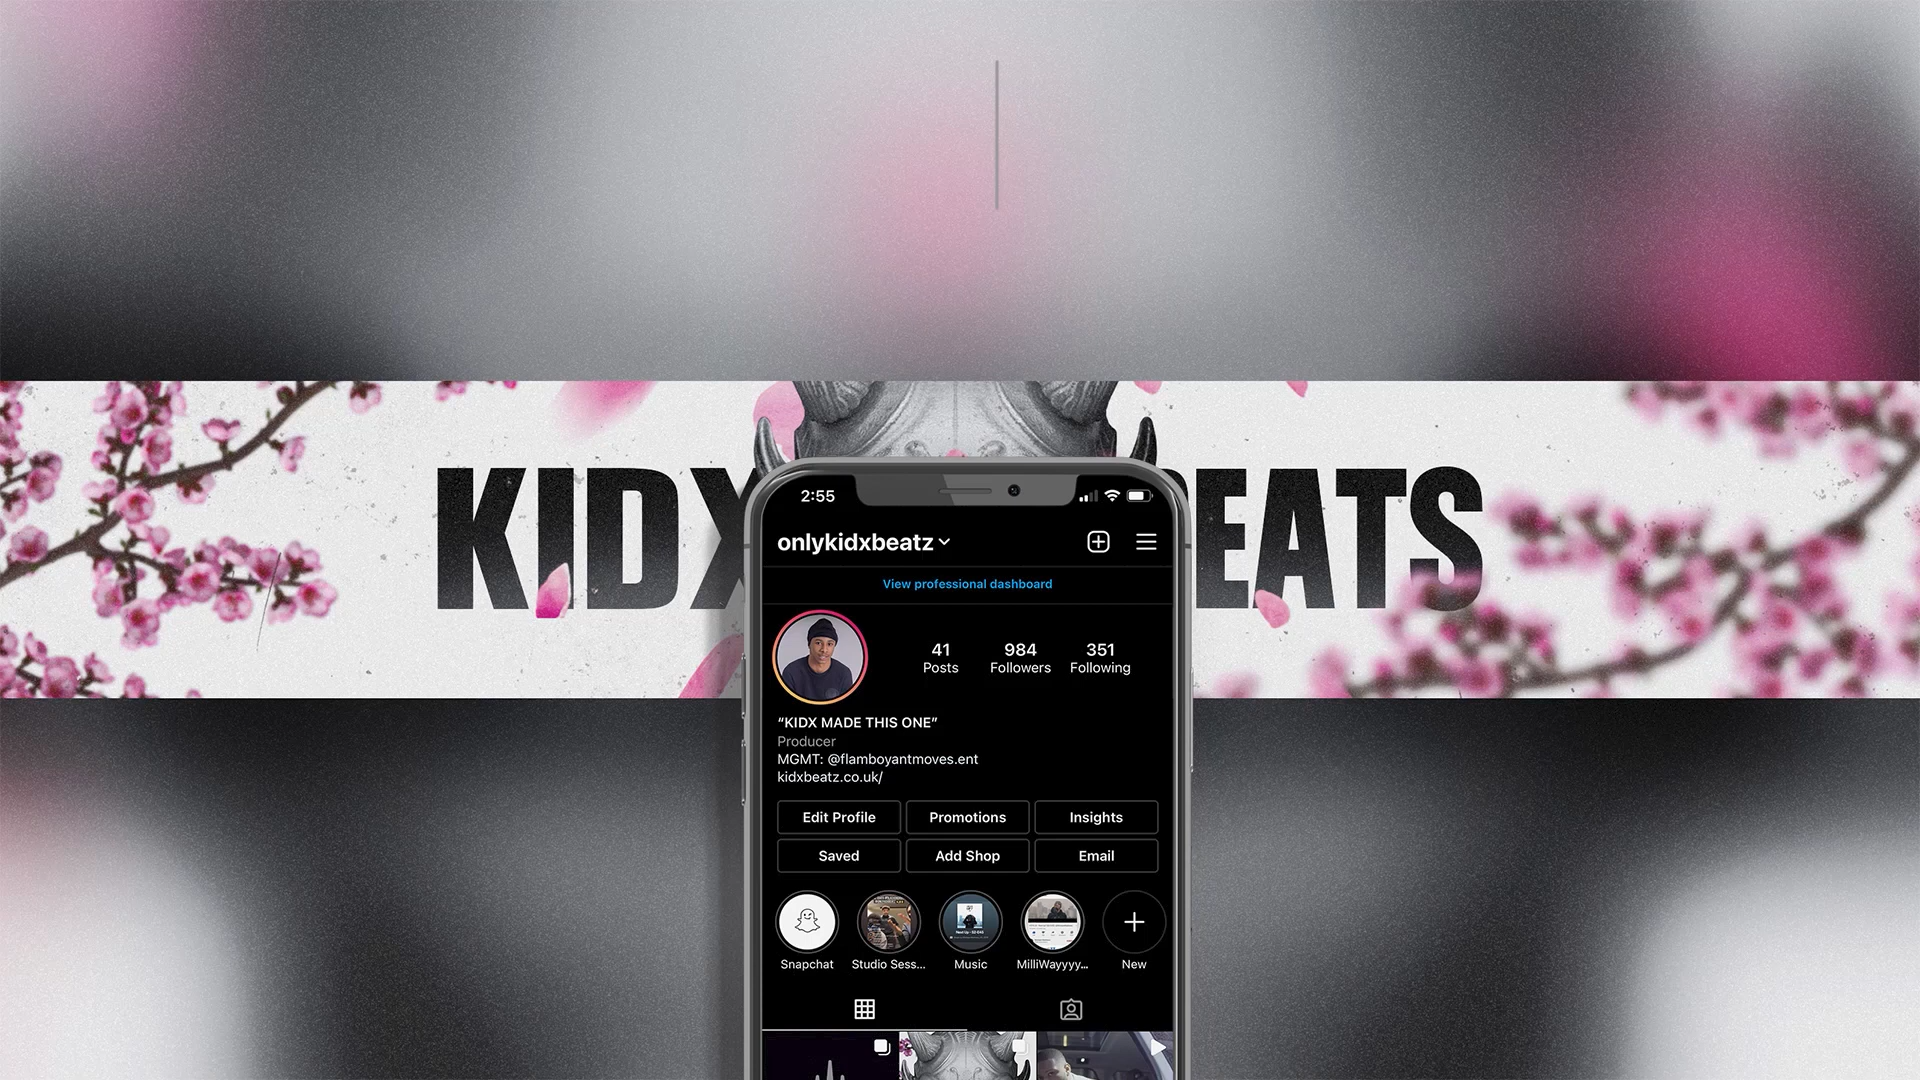 KIDX BEATS
2:55
onlykidxbeatz
View professional dashboard
41 984 351
Posts Followers Following
“KIDX MADE THIS ONE”
Producer
MGMT: @flamboyantmoves.ent
kidxbeatz.co.uk/
Edit Profile Promotions Insights
Saved Add Shop Email
Snapchat Studio Sess... Music MilliWayyyy... New